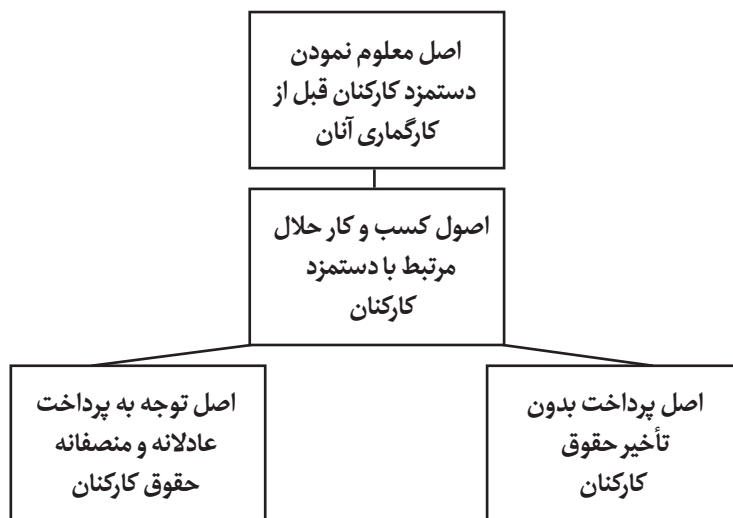 اصل معلوم نمودن
دستمزد کارکنان قبل از
کارگماری آنان
اصول کسب و کار حلال
مرتبط با دستمزد
کارکنان
اصل پرداخت بدون
تأخیر حقوق
کارکنان
اصل توجه به پرداخت
عادلانه و منصفانه
حقوق کارکنان